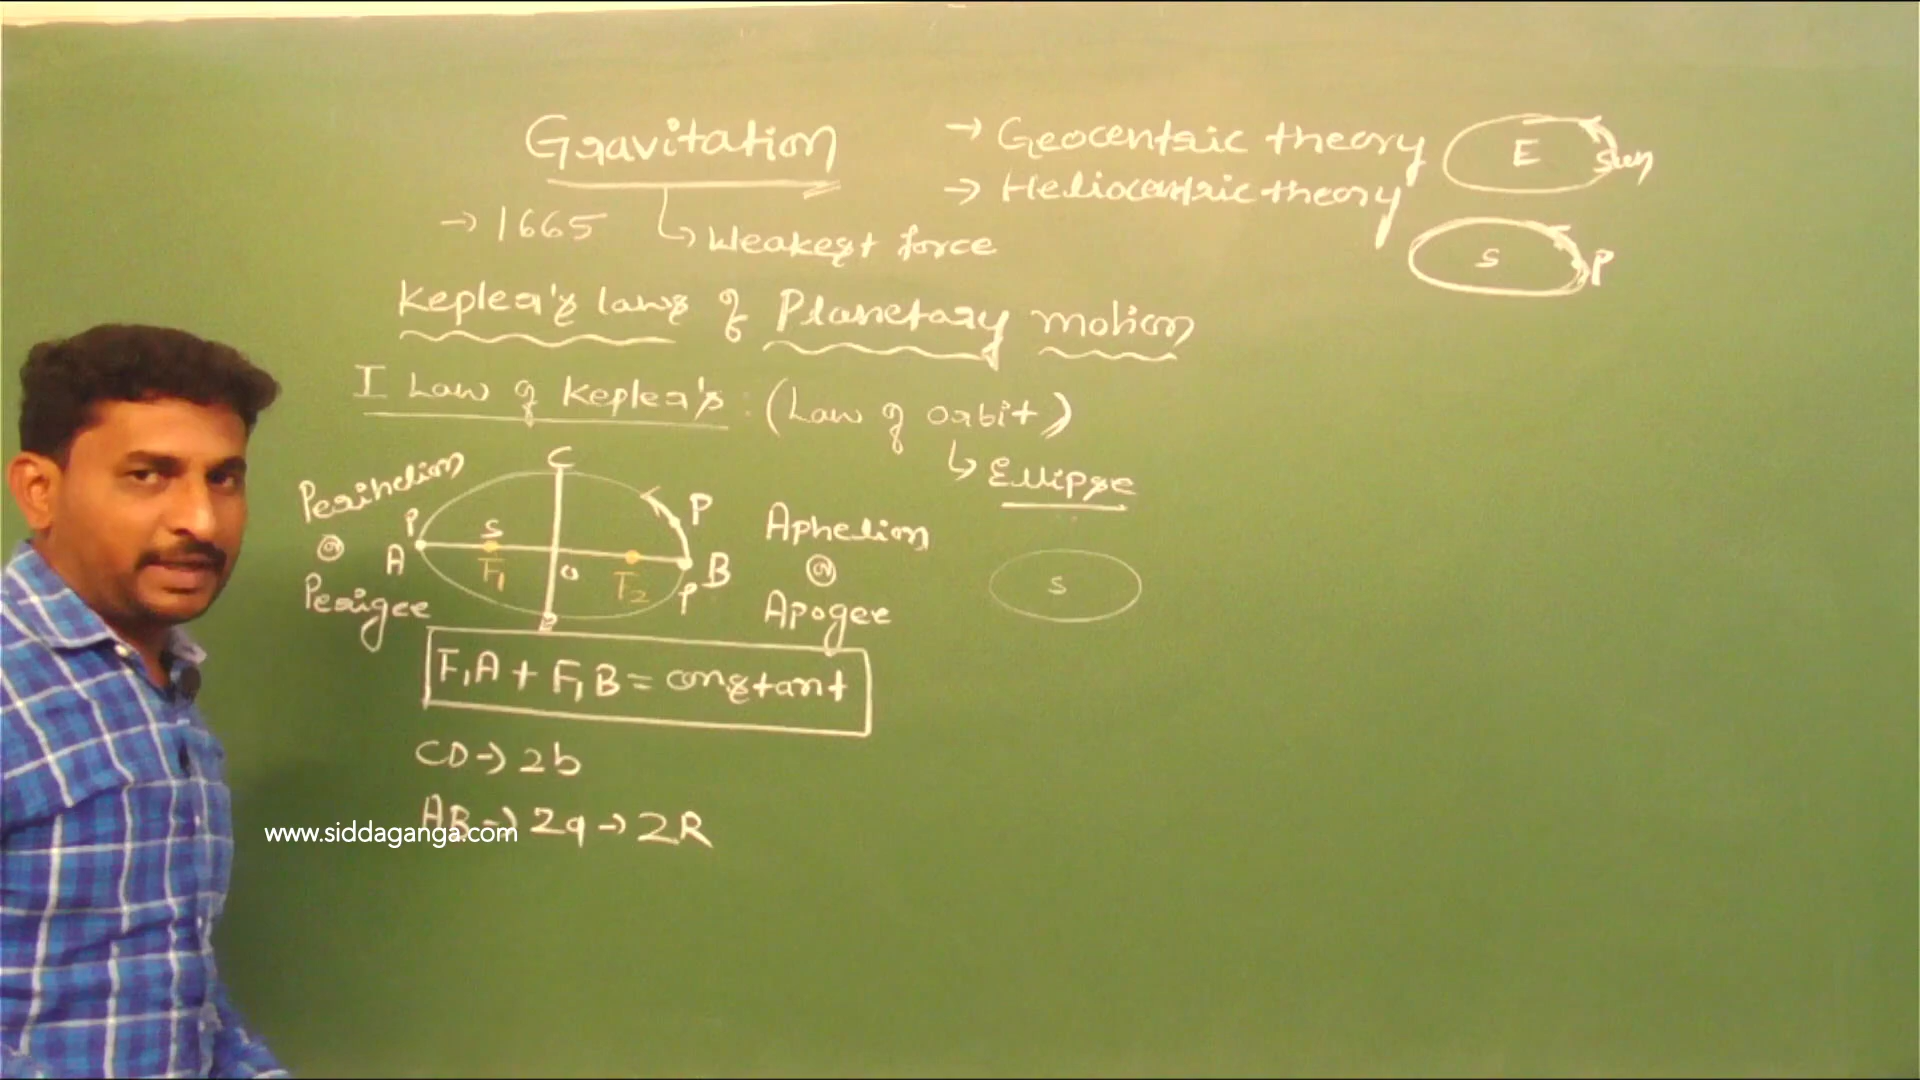 Gravitation
→ Geocentric theory
E
Sun
→ Heliocentric theory
→ 1665
↳ Weakest force
S
P
Kepler's laws of Planetary motion
I Law of Kepler's : (Law of orbit)
↳ Ellipse
C
Perihelion
P
S
P
Aphelion
(or)
A
F1
O
F2
B
P
(or)
S
Perigee
Apogee
D
F1A + F1B = constant
CD → 2b
AB → 2a → 2R
www.siddaganga.com